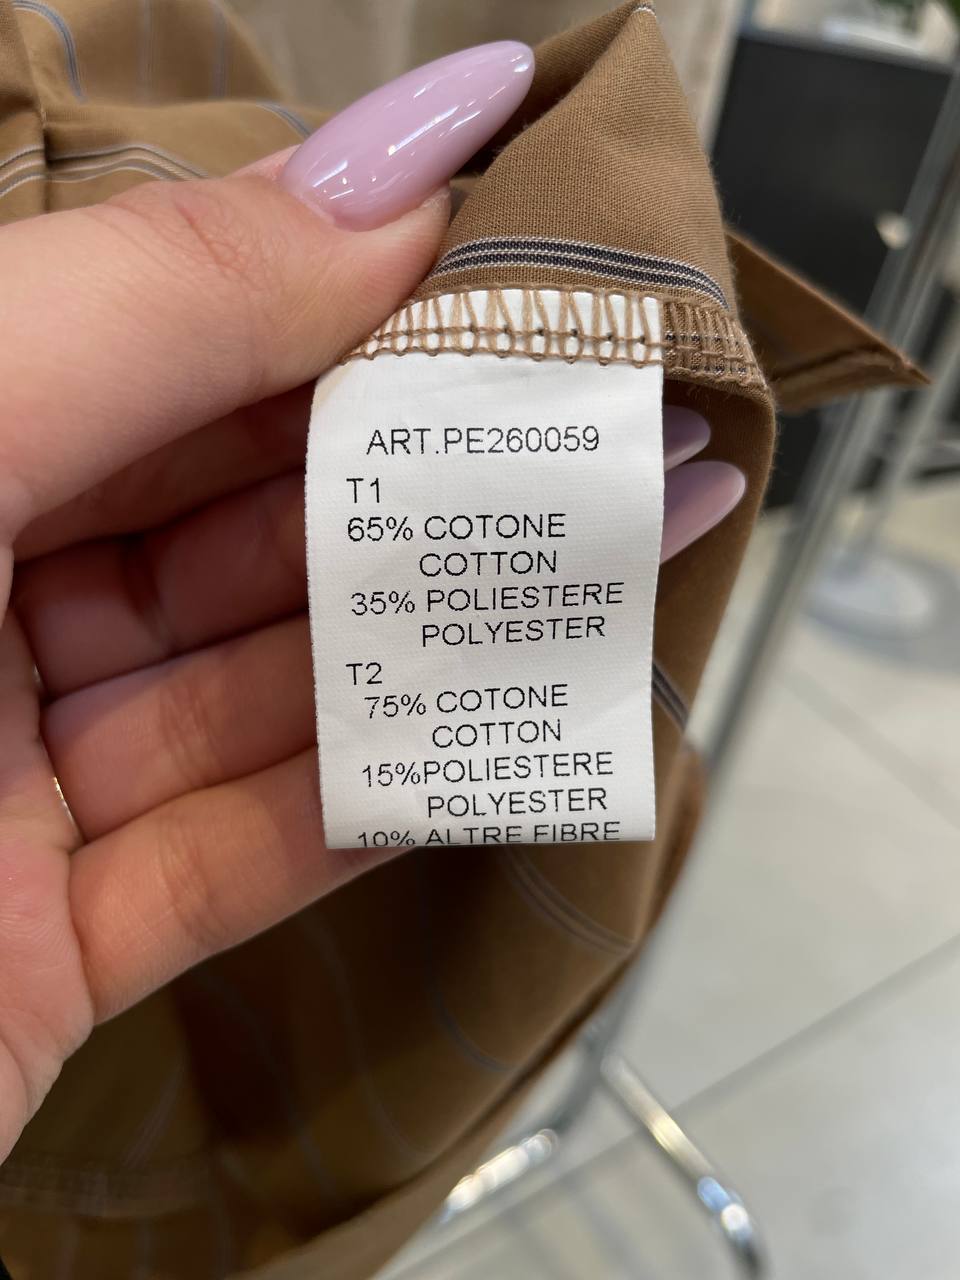 ART.PE260059
T1
65% COTONE
COTTON
35% POLIESTERE
POLYESTER
T2
75% COTONE
COTTON
15%POLIESTERE
POLYESTER
10% ALTRE FIBRE